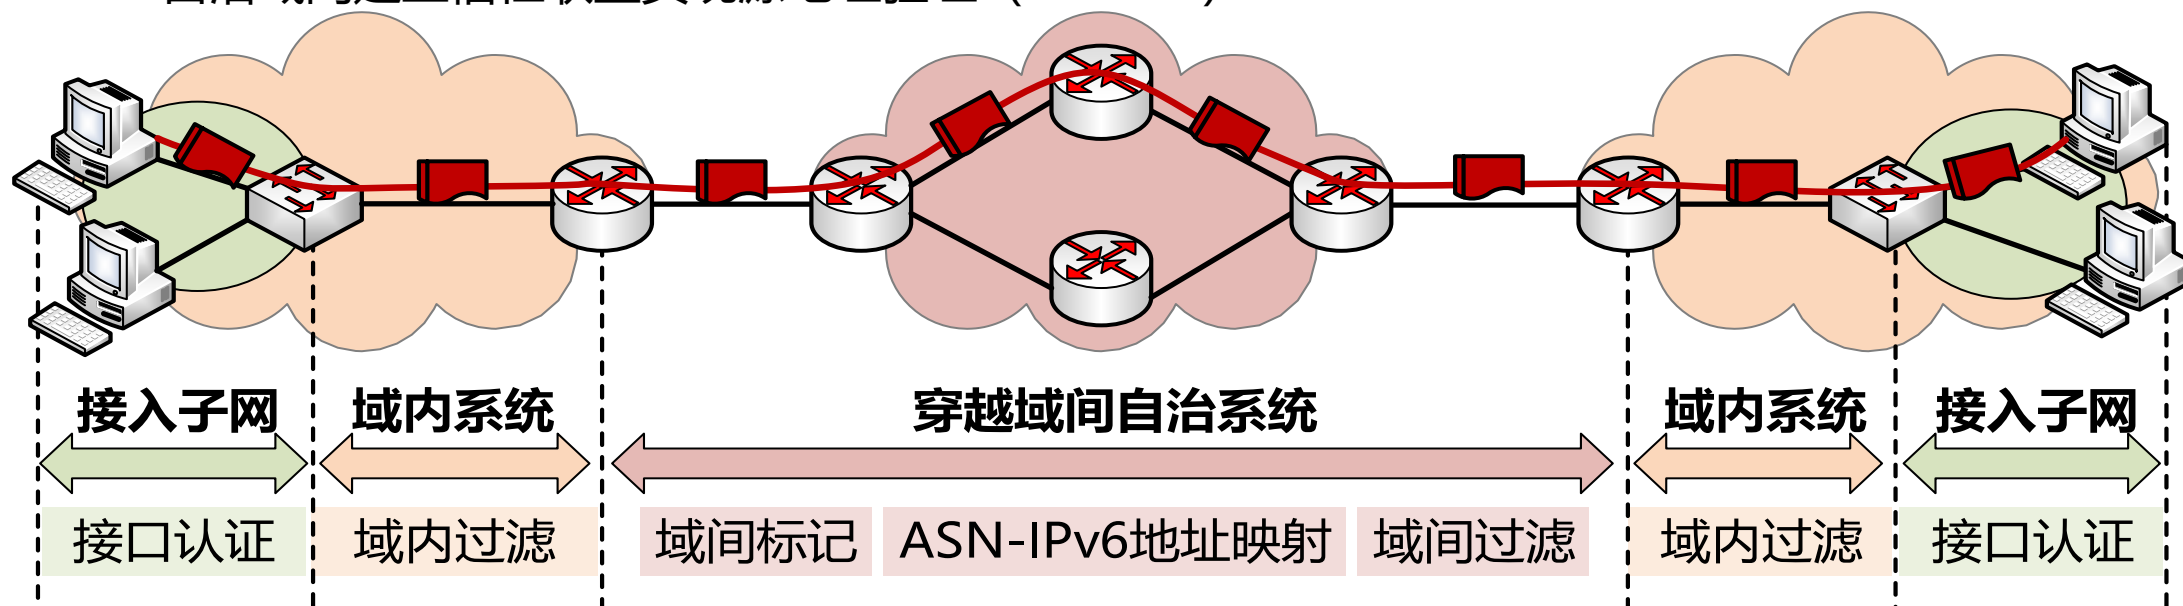 接入子网 域内系统 穿越域间自治系统 域内系统 接入子网
接口认证 域内过滤 域间标记 ASN-IPv6地址映射 域间过滤 域内过滤 接口认证